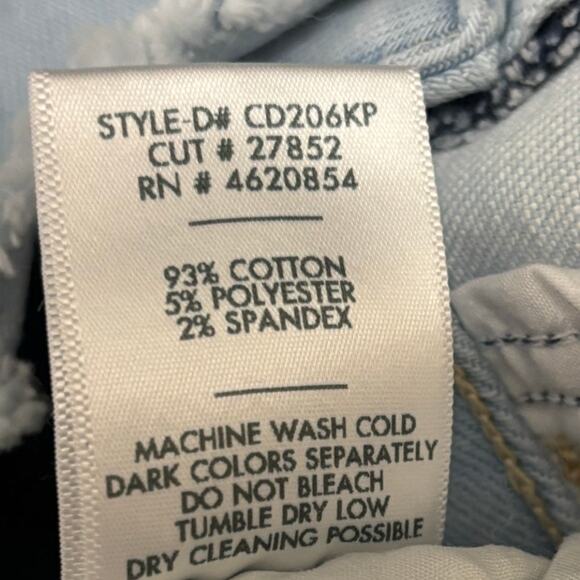 STYLE-D# CD206KP
CUT # 27852
RN # 4620854
93% COTTON
5% POLYESTER
2% SPANDEX
MACHINE WASH COLD
DARK COLORS SEPARATELY
DO NOT BLEACH
TUMBLE DRY LOW
DRY CLEANING POSSIBLE